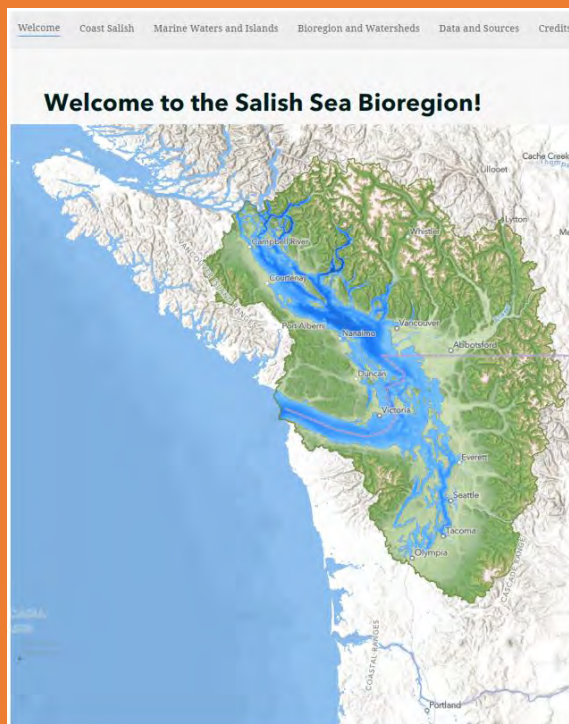 Welcome Coast Salish Marine Waters and Islands Bioregion and Watersheds Data and Sources Credits
Welcome to the Salish Sea Bioregion!
Cache Creek
Lillooet
Lytton
Whistler
Campbell River
Courtenay
Port Alberni
Nanaimo
Vancouver
Abbotsford
Duncan
Victoria
Everett
Seattle
Tacoma
Olympia
CASCADE RANGE
COASTAL RANGES
Portland